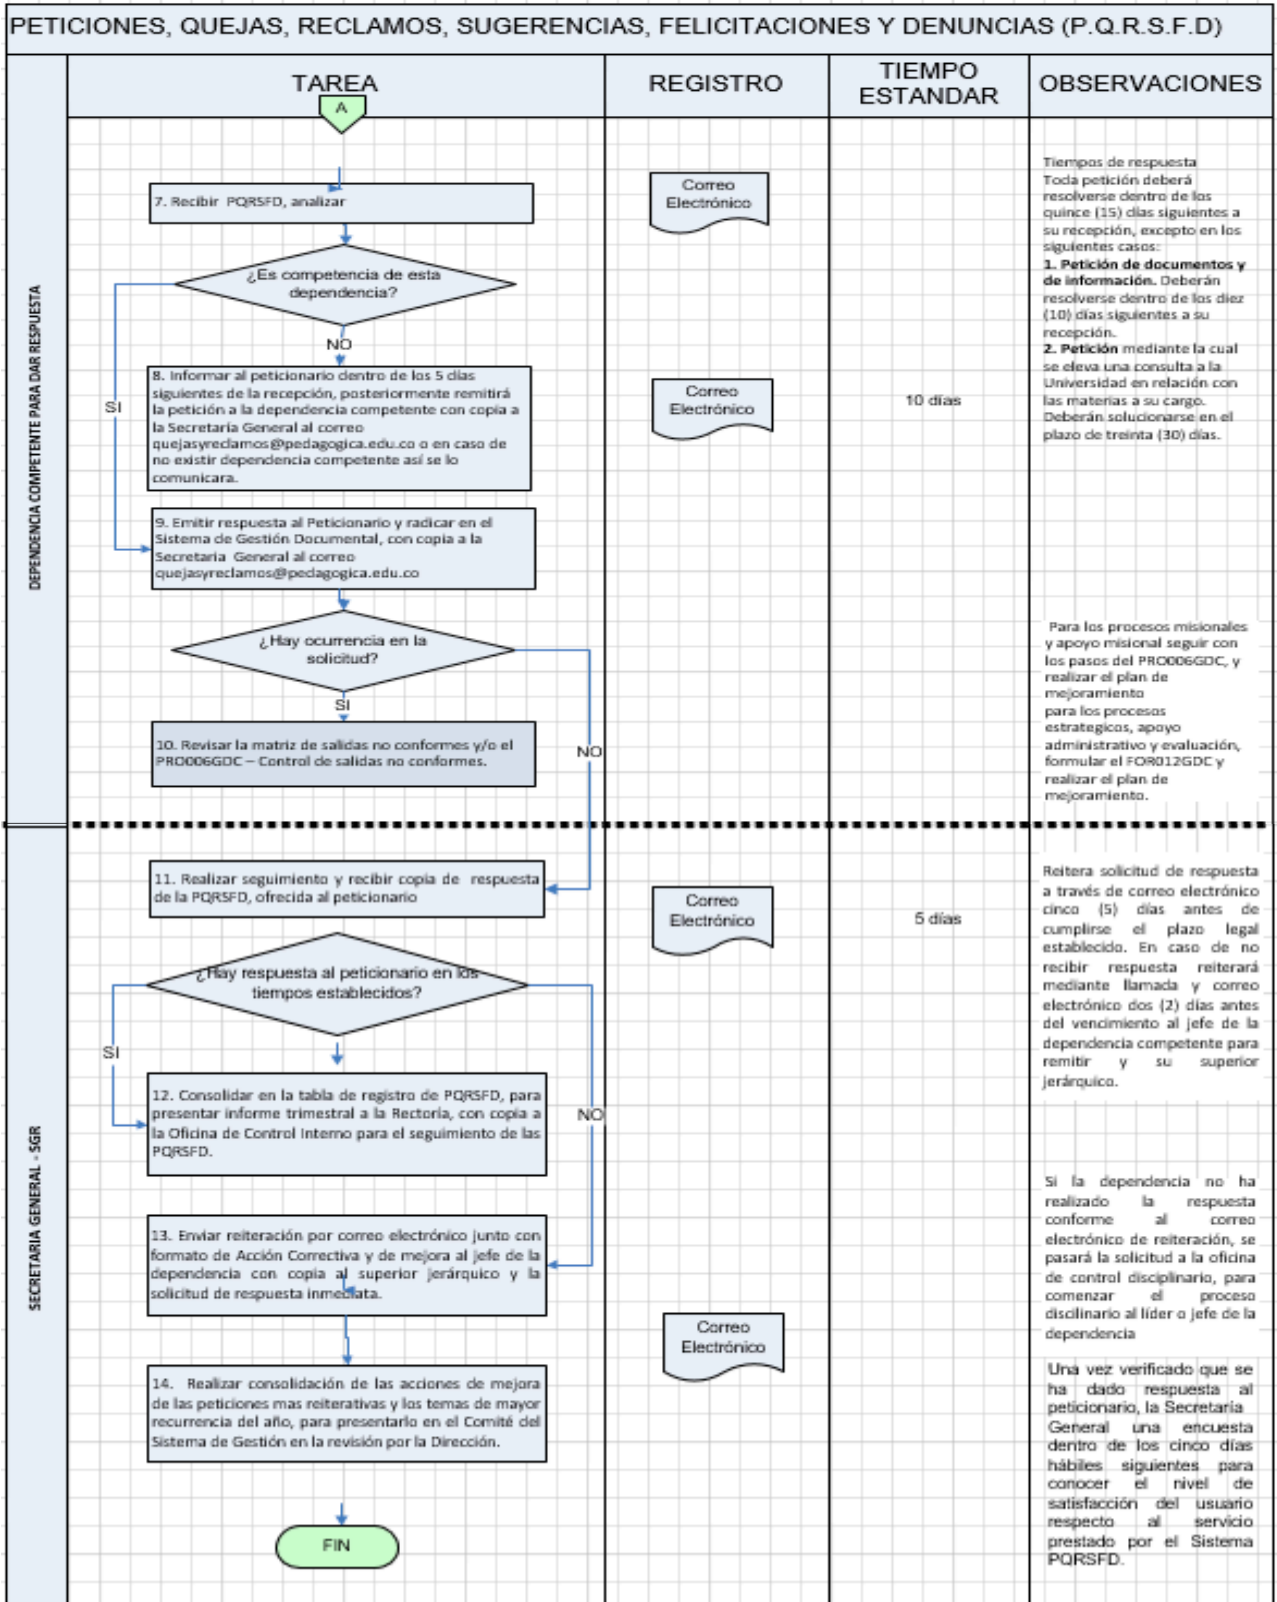 PETICIONES, QUEJAS, RECLAMOS, SUGERENCIAS, FELICITACIONES Y DENUNCIAS (P.Q.R.S.F.D)
TAREA
REGISTRO
TIEMPO
ESTANDAR
OBSERVACIONES
A
DEPENDENCIA COMPETENTE PARA DAR RESPUESTA
7. Recibir PQRSFD, analizar
Correo
Electrónico
¿Es competencia de esta
dependencia?
NO
SI
8. Informar al peticionario dentro de los 5 días
siguientes de la recepción, posteriormente remitirá
la petición a la dependencia competente con copia a
la Secretaría General al correo
quejasyreclamos@pedagogica.edu.co o en caso de
no existir dependencia competente así se lo
comunicara.
Correo
Electrónico
10 días
Tiempos de respuesta
Toda petición deberá
resolverse dentro de los
quince (15) días siguientes a
su recepción, excepto en los
siguientes casos:
1. Petición de documentos y
de información. Deberán
resolverse dentro de los diez
(10) días siguientes a su
recepción.
2. Petición mediante la cual
se eleva una consulta a la
Universidad en relación con
las materias a su cargo.
Deberán solucionarse en el
plazo de treinta (30) días.
9. Emitir respuesta al Peticionario y radicar en el
Sistema de Gestión Documental, con copia a la
Secretaria General al correo
quejasyreclamos@pedagogica.edu.co
¿Hay ocurrencia en la
solicitud?
SI
NO
10. Revisar la matriz de salidas no conformes y/o el
PRO006GDC – Control de salidas no conformes.
Para los procesos misionales
y apoyo misional seguir con
los pasos del PRO006GDC, y
realizar el plan de
mejoramiento
para los procesos
estrategicos, apoyo
administrativo y evaluación,
formular el FOR012GDC y
realizar el plan de
mejoramiento.
SECRETARIA GENERAL - SGR
11. Realizar seguimiento y recibir copia de respuesta
de la PQRSFD, ofrecida al peticionario
Correo
Electrónico
5 días
Reitera solicitud de respuesta
a través de correo electrónico
cinco (5) días antes de
cumplirse el plazo legal
establecido. En caso de no
recibir respuesta reiterará
mediante llamada y correo
electrónico dos (2) días antes
del vencimiento al jefe de la
dependencia competente para
remitir y su superior
jerárquico.
¿Hay respuesta al peticionario en los
tiempos establecidos?
SI
NO
12. Consolidar en la tabla de registro de PQRSFD, para
presentar informe trimestral a la Rectoría, con copia a
la Oficina de Control Interno para el seguimiento de las
PQRSFD.
13. Enviar reiteración por correo electrónico junto con
formato de Acción Correctiva y de mejora al jefe de la
dependencia con copia al superior jerárquico y la
solicitud de respuesta inmediata.
Si la dependencia no ha
realizado la respuesta
conforme al correo
electrónico de reiteración, se
pasará la solicitud a la oficina
de control disciplinario, para
comenzar el proceso
discilinario al líder o jefe de la
dependencia
Correo
Electrónico
14. Realizar consolidación de las acciones de mejora
de las peticiones mas reiterativas y los temas de mayor
recurrencia del año, para presentarlo en el Comité del
Sistema de Gestión en la revisión por la Dirección.
Una vez verificado que se
ha dado respuesta al
peticionario, la Secretaría
General una encuesta
dentro de los cinco días
hábiles siguientes para
conocer el nivel de
satisfacción del usuario
respecto al servicio
prestado por el Sistema
PQRSFD.
FIN